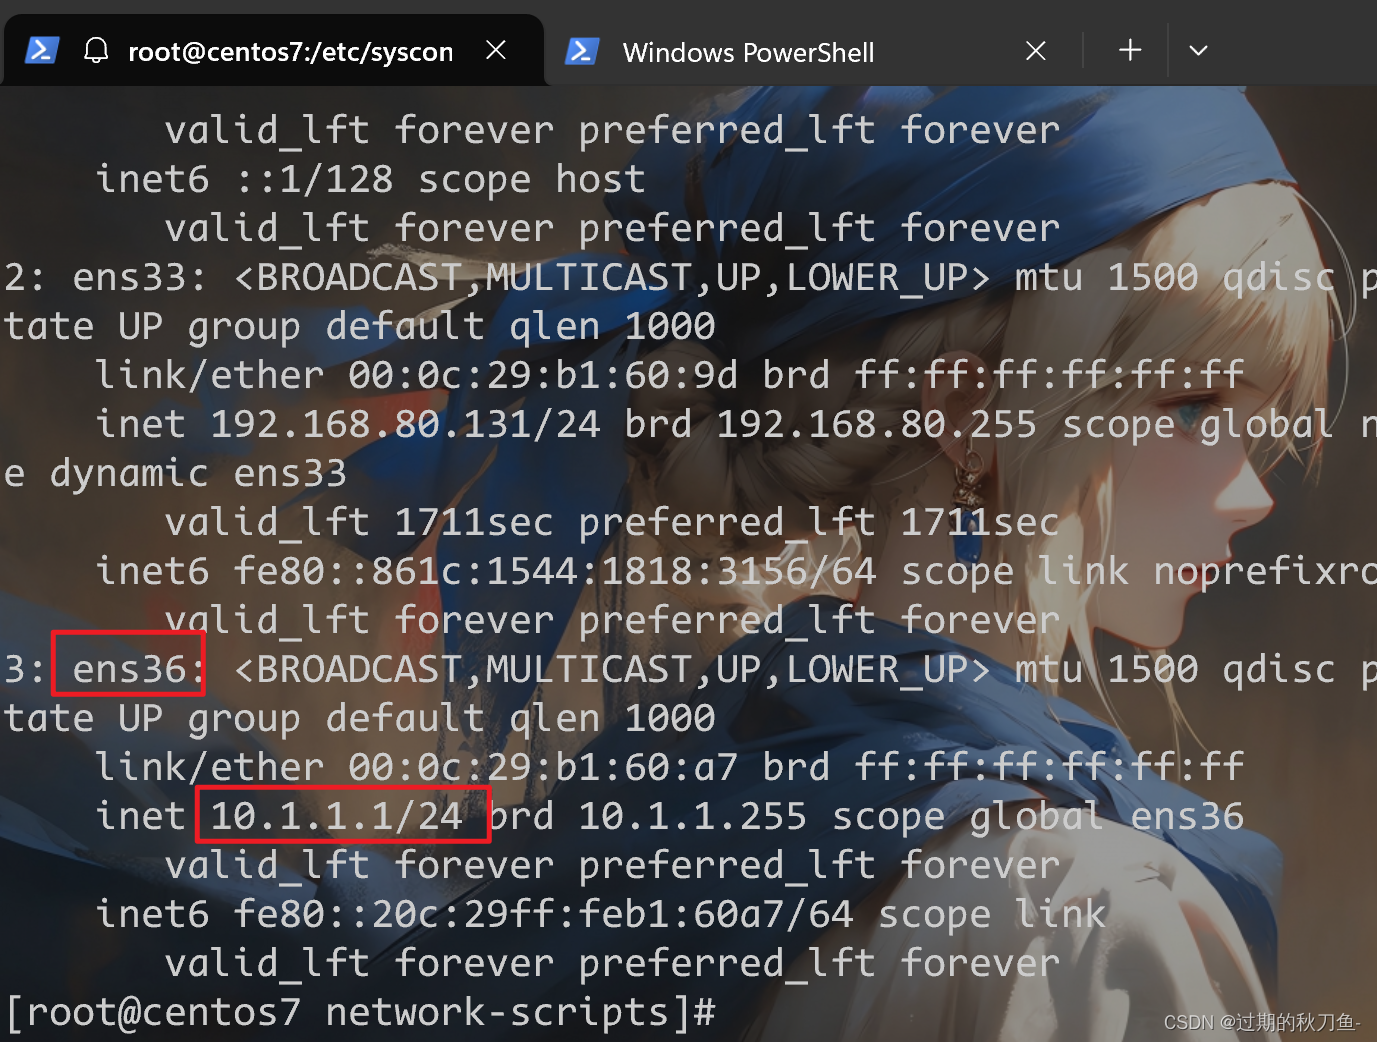 root@centos7:/etc/syscon
Windows PowerShell
valid_lft forever preferred_lft forever
inet6 ::1/128 scope host
valid_lft forever preferred_lft forever
2: ens33: <BROADCAST,MULTICAST,UP,LOWER_UP> mtu 1500 qdisc p
tate UP group default qlen 1000
link/ether 00:0c:29:b1:60:9d brd ff:ff:ff:ff:ff:ff
inet 192.168.80.131/24 brd 192.168.80.255 scope global n
e dynamic ens33
valid_lft 1711sec preferred_lft 1711sec
inet6 fe80::861c:1544:1818:3156/64 scope link noprefixro
valid_lft forever preferred_lft forever
3: ens36: <BROADCAST,MULTICAST,UP,LOWER_UP> mtu 1500 qdisc p
tate UP group default qlen 1000
link/ether 00:0c:29:b1:60:a7 brd ff:ff:ff:ff:ff:ff
inet 10.1.1.1/24 brd 10.1.1.255 scope global ens36
valid_lft forever preferred_lft forever
inet6 fe80::20c:29ff:feb1:60a7/64 scope link
valid_lft forever preferred_lft forever
[root@centos7 network-scripts]#
CSDN @过期的秋刀鱼-